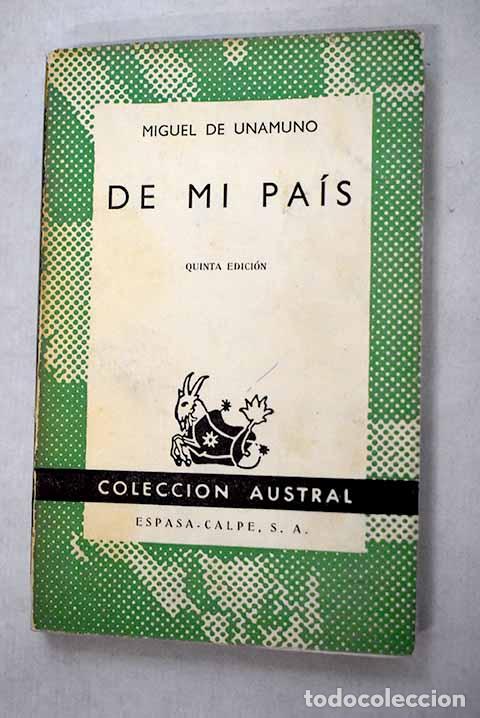 MIGUEL DE UNAMUNO
DE MI PAÍS
QUINTA EDICIÓN
COLECCION AUSTRAL
ESPASA-CALPE, S. A.
todocoleccion